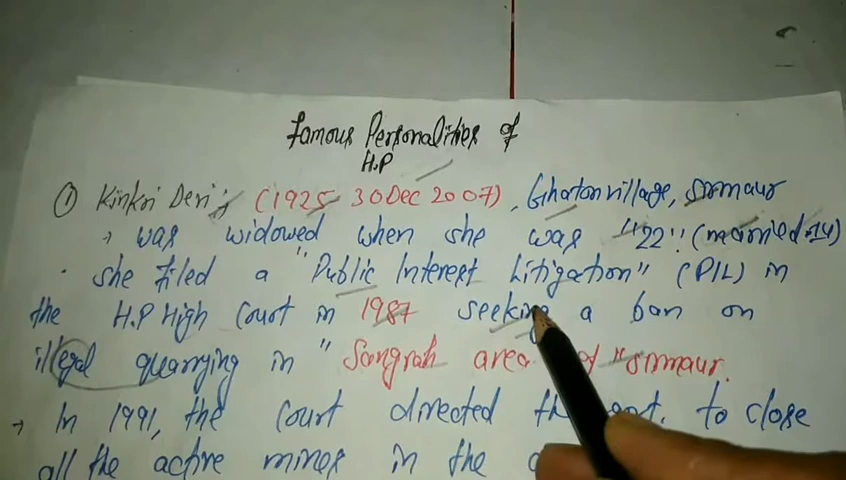 Famous Personalities of
H.P
① Kinkri Devi :- (1925 - 30 Dec 2007), Ghaton village, Sirmaur
→ was widowed when she was "22". (married 14)
• she filed a "Public Interest Litigation" (PIL) in
the H.P High Court in 1987 seeking a ban on
illegal quarrying in "Sangrah area of "Sirmaur.
→ In 1991, the Court directed the govt. to close
all the active mines in the